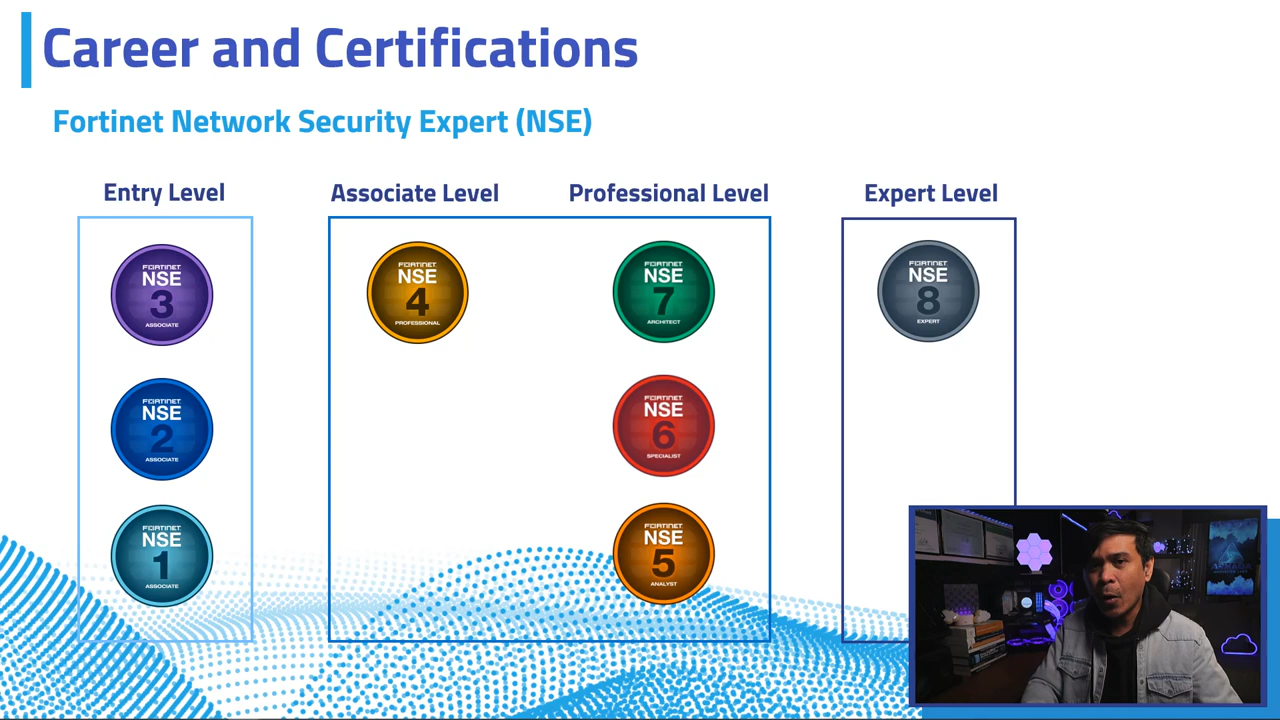 Career and Certifications
Fortinet Network Security Expert (NSE)
Entry Level
FORTINET
NSE
3
ASSOCIATE
FORTINET
NSE
2
ASSOCIATE
FORTINET
NSE
1
ASSOCIATE
Associate Level
FORTINET
NSE
4
PROFESSIONAL
Professional Level
FORTINET
NSE
7
ARCHITECT
FORTINET
NSE
6
SPECIALIST
FORTINET
NSE
5
ANALYST
Expert Level
FORTINET
NSE
8
EXPERT